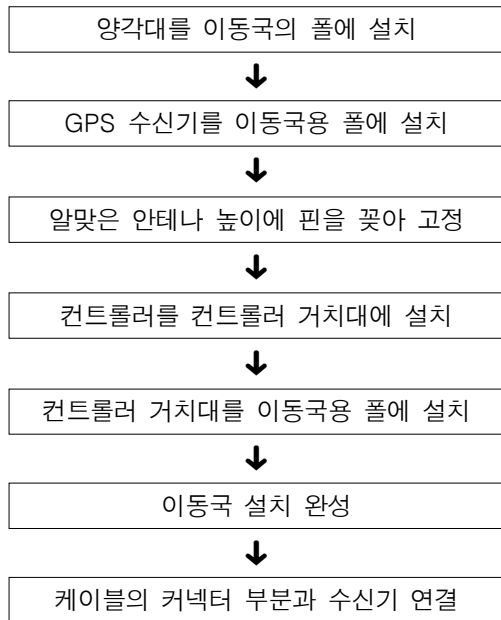 양각대를 이동국의 폴에 설치
GPS 수신기를 이동국용 폴에 설치
알맞은 안테나 높이에 핀을 꽂아 고정
컨트롤러를 컨트롤러 거치대에 설치
컨트롤러 거치대를 이동국용 폴에 설치
이동국 설치 완성
케이블의 커넥터 부분과 수신기 연결